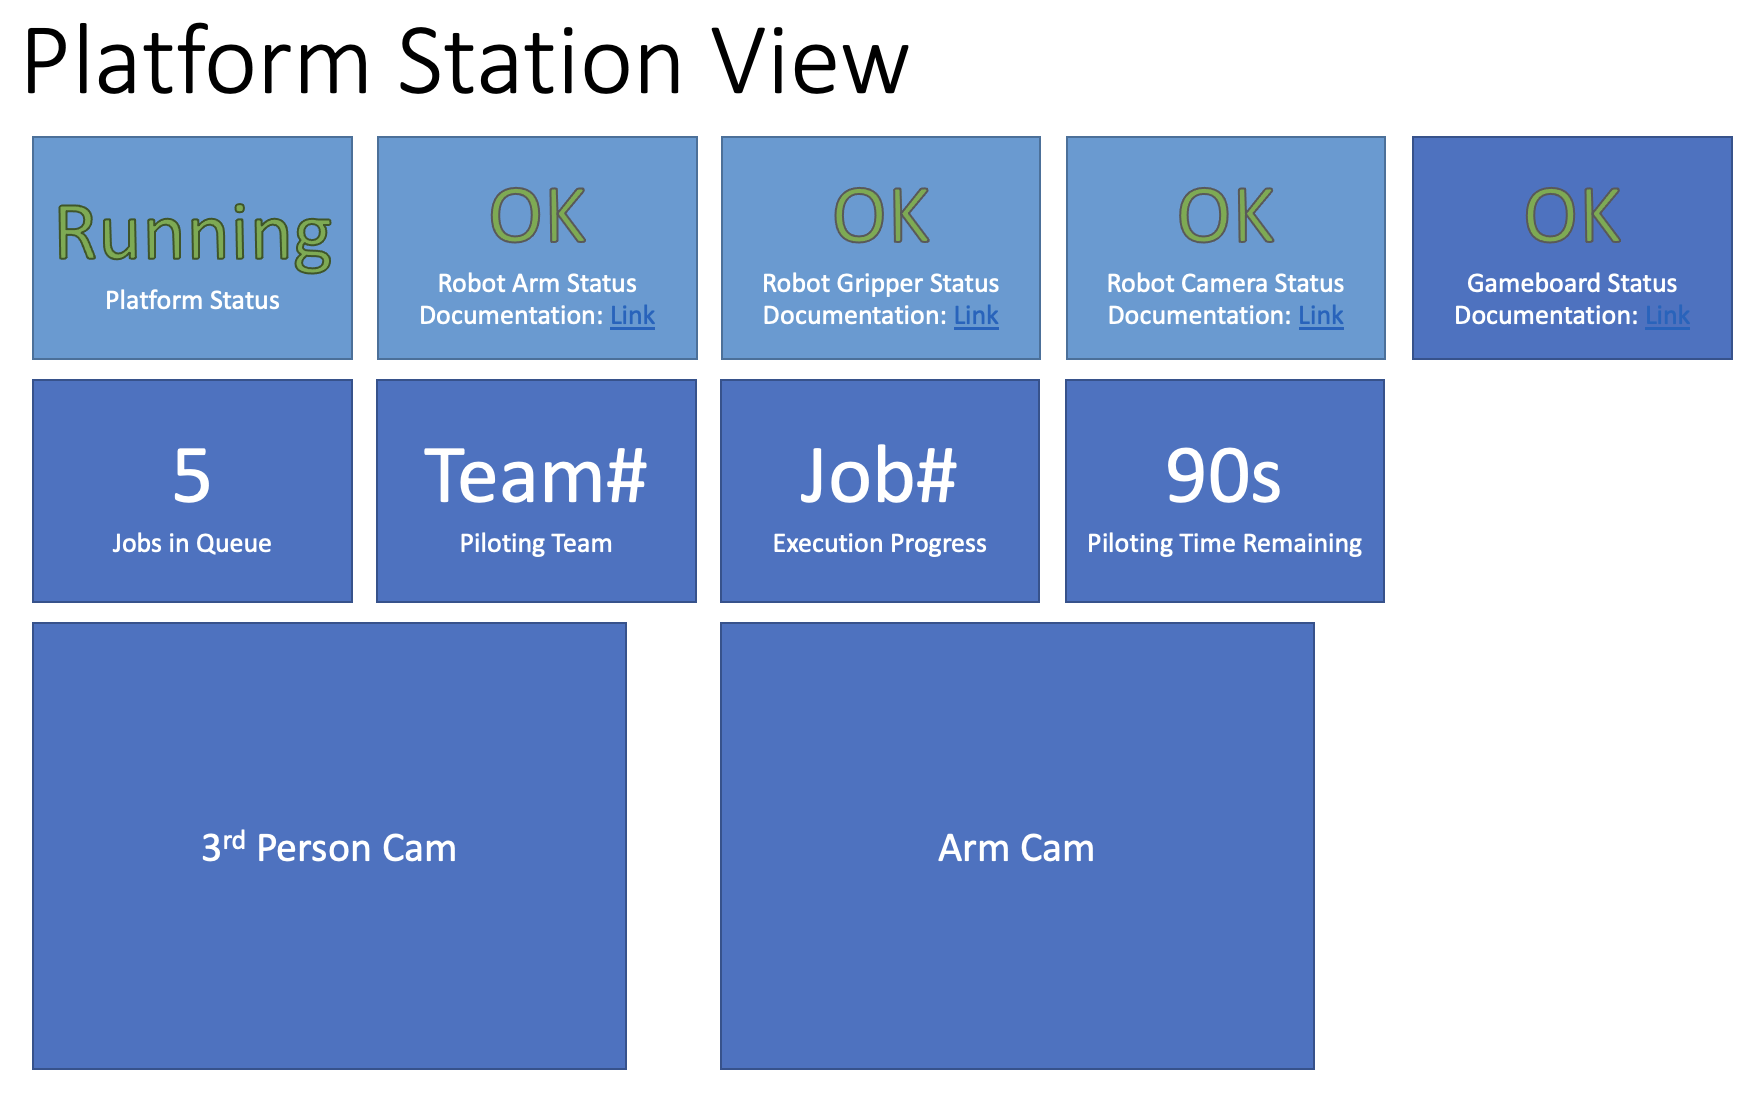 Platform Station View
Running
Platform Status
OK
Robot Arm Status
Documentation: Link
OK
Robot Gripper Status
Documentation: Link
OK
Robot Camera Status
Documentation: Link
OK
Gameboard Status
Documentation: Link
5
Jobs in Queue
Team#
Piloting Team
Job#
Execution Progress
90s
Piloting Time Remaining
3rd Person Cam
Arm Cam